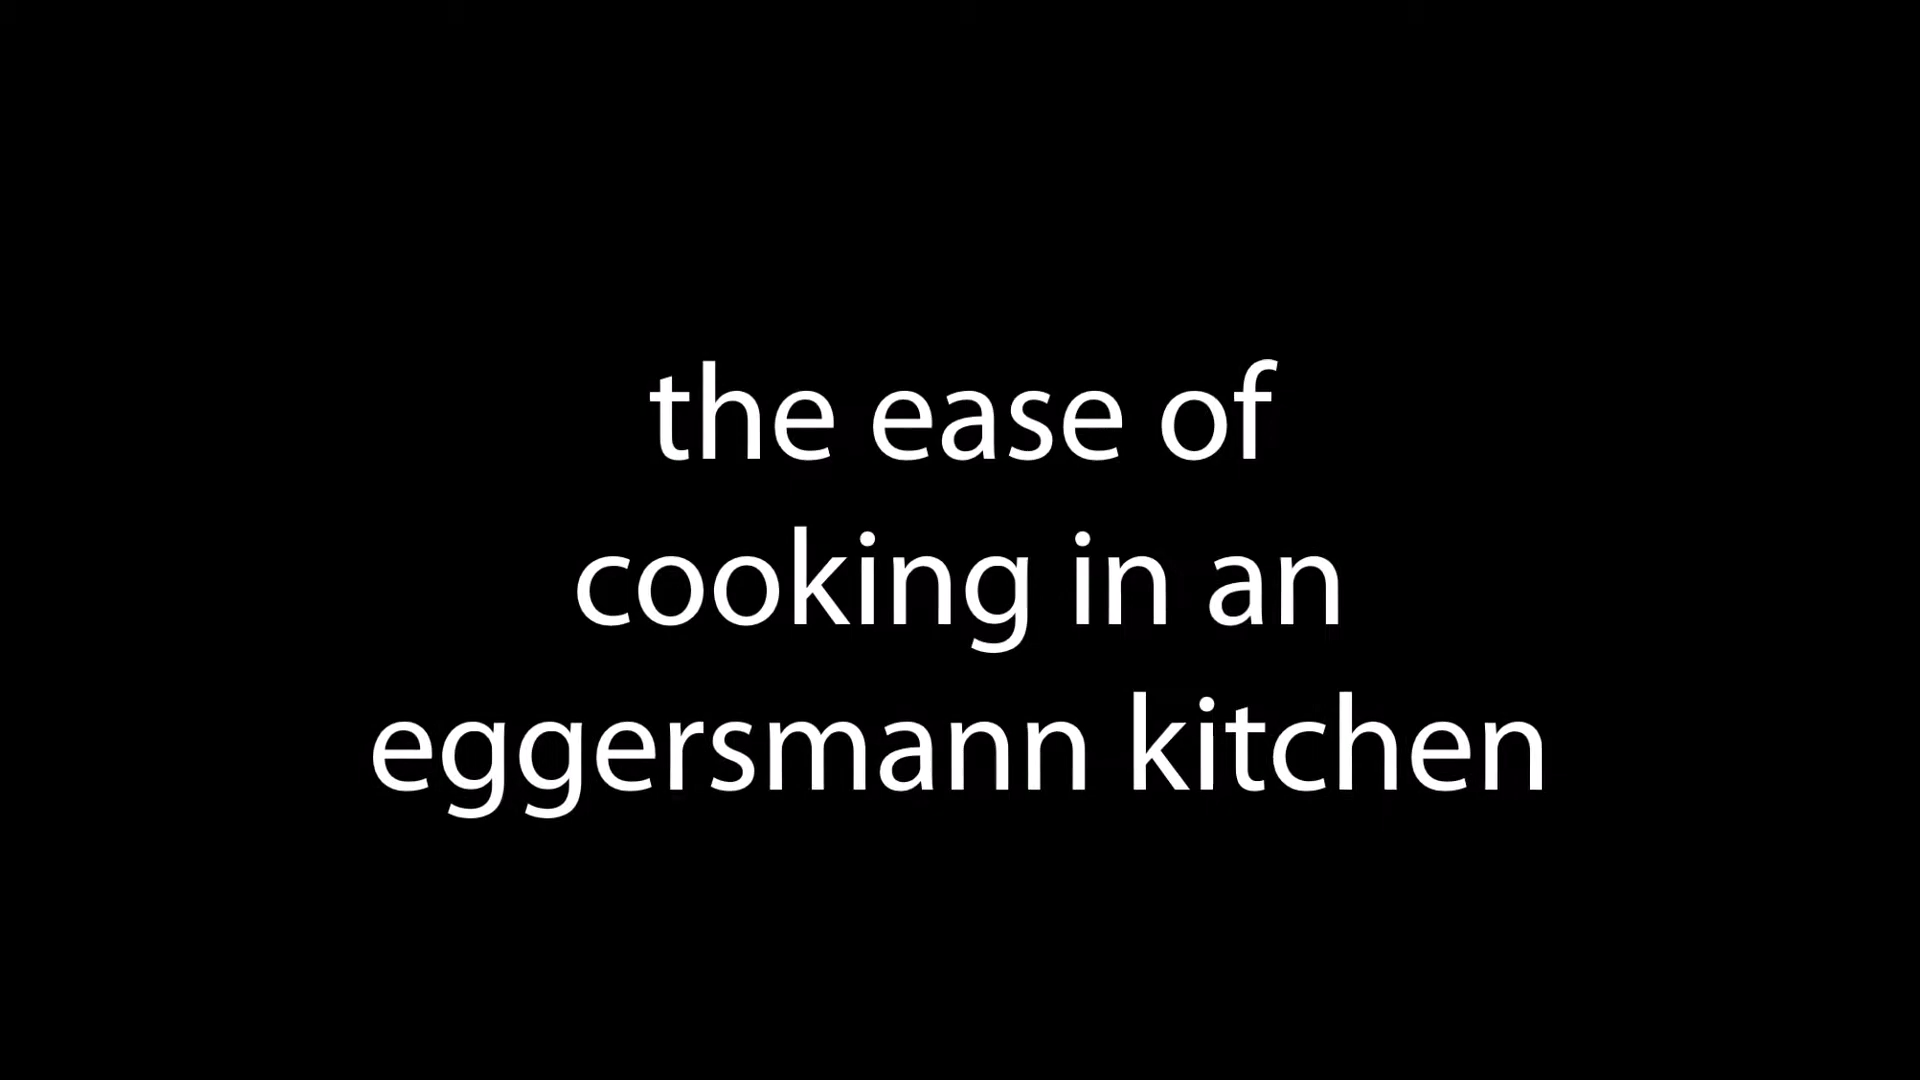 the ease of
cooking in an
eggersmann kitchen